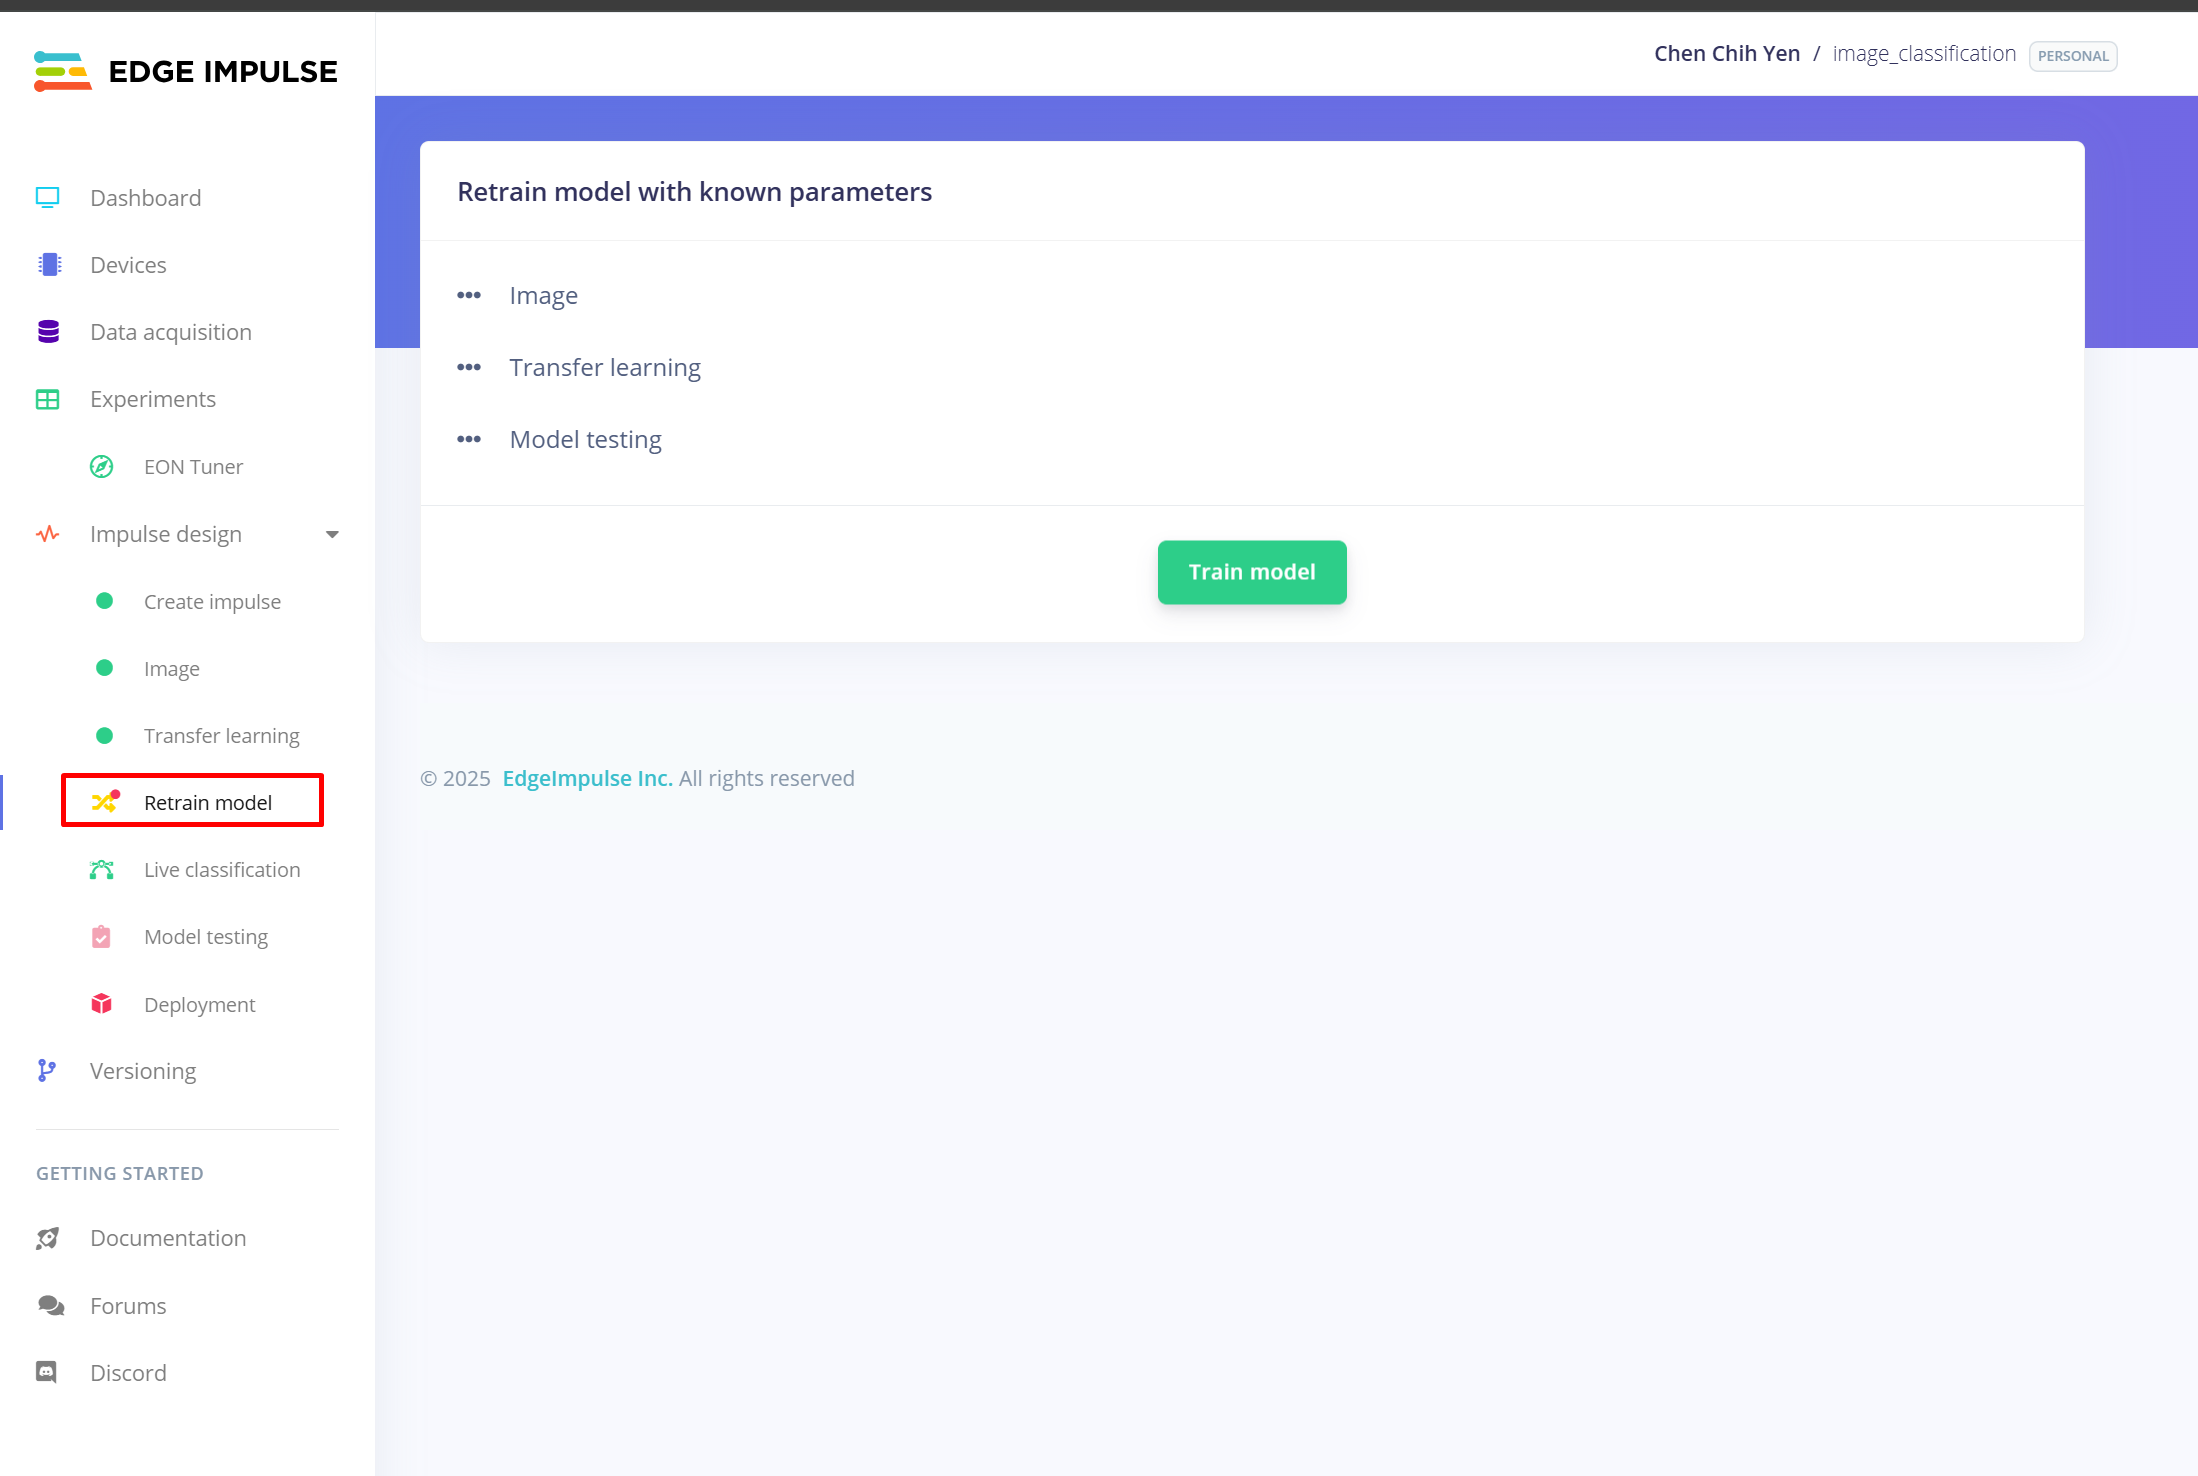 EDGE IMPULSE
Chen Chih Yen / image_classification PERSONAL
Dashboard
Devices
Data acquisition
Experiments
EON Tuner
Impulse design
Create impulse
Image
Transfer learning
Retrain model
Live classification
Model testing
Deployment
Versioning
GETTING STARTED
Documentation
Forums
Discord
Retrain model with known parameters
Image
Transfer learning
Model testing
Train model
© 2025 EdgeImpulse Inc. All rights reserved